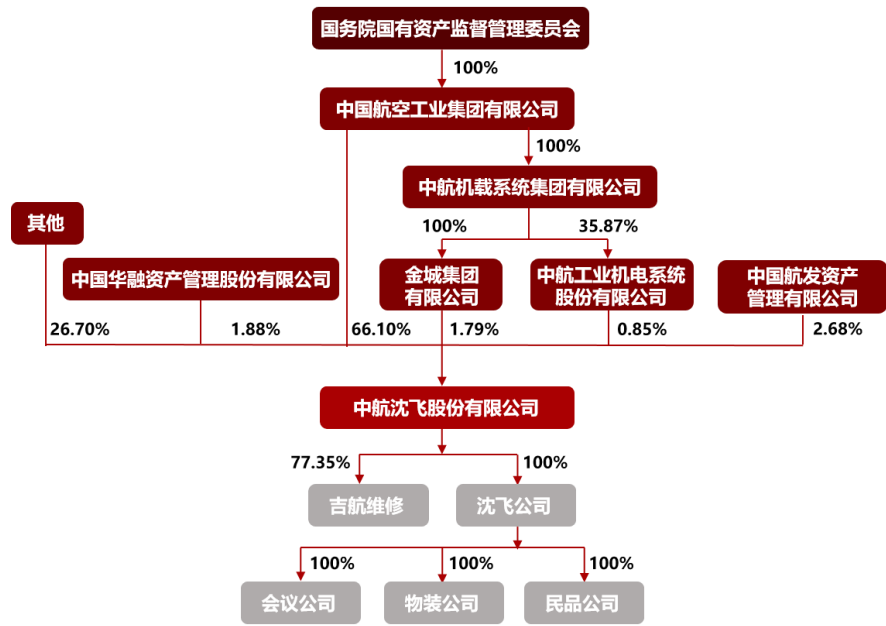 国务院国有资产监督管理委员会
100%
中国航空工业集团有限公司
100%
中航机载系统集团有限公司
其他
100%
35.87%
中国华融资产管理股份有限公司
金城集团
有限公司
中航工业机电系统
股份有限公司
中国航发资产
管理有限公司
26.70%
1.88%
66.10%
1.79%
0.85%
2.68%
中航沈飞股份有限公司
77.35%
100%
吉航维修
沈飞公司
100%
100%
100%
会议公司
物装公司
民品公司